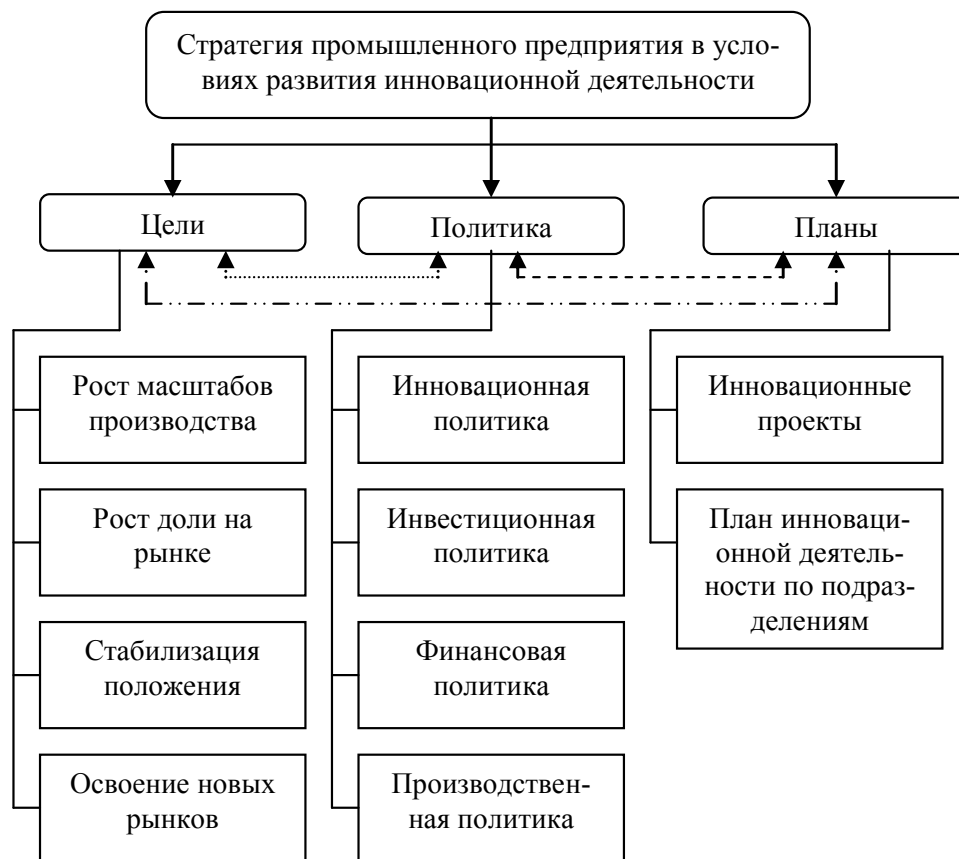 Стратегия промышленного предприятия в усло-
виях развития инновационной деятельности
Цели
Политика
Планы
Рост масштабов
производства
Рост доли на
рынке
Стабилизация
положения
Освоение новых
рынков
Инновационная
политика
Инвестиционная
политика
Финансовая
политика
Производствен-
ная политика
Инновационные
проекты
План инноваци-
онной деятель-
ности по подраз-
делениям